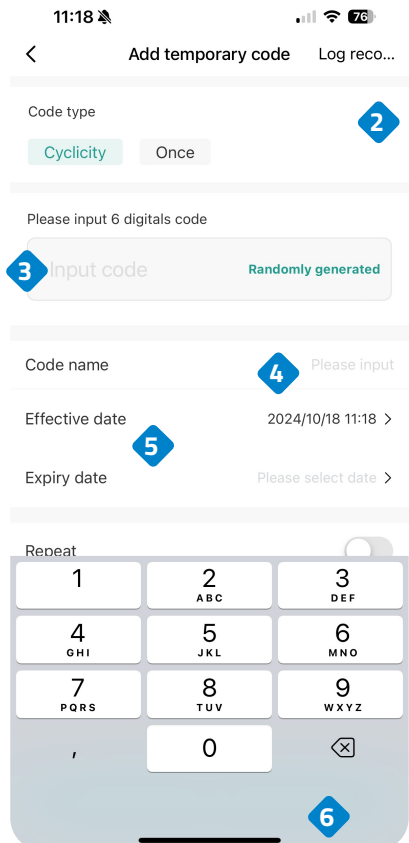 11:18 76
Add temporary code Log reco...
Code type
2
Cyclicity Once
Please input 6 digitals code
3 Input code Randomly generated
Code name 4 Please input
Effective date 2024/10/18 11:18 >
5
Expiry date Please select date >
Repeat
1 2 3
ABC DEF
4 5 6
GHI JKL MNO
7 8 9
PQRS TUV WXYZ
, 0
6